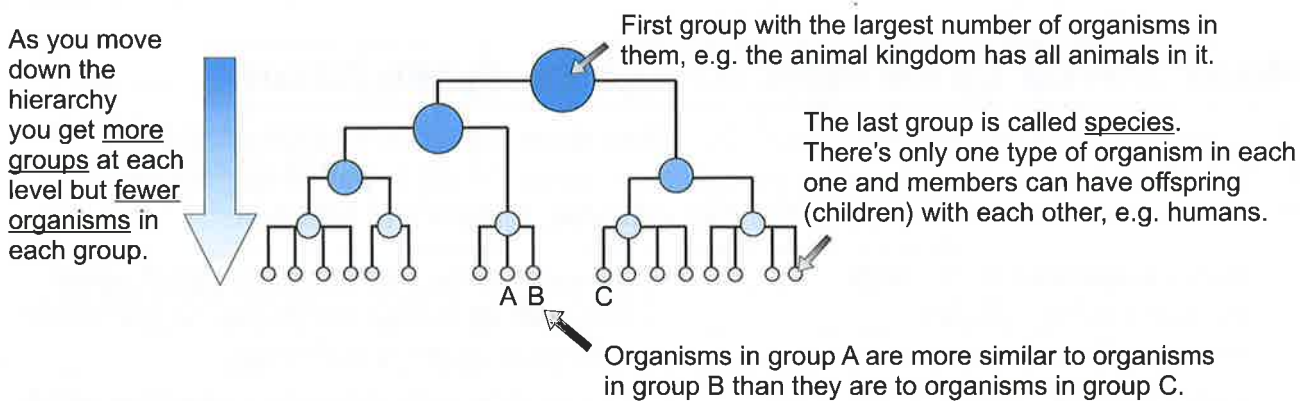 As you move
down the
hierarchy
you get more
groups at each
level but fewer
organisms in
each group.
First group with the largest number of organisms in
them, e.g. the animal kingdom has all animals in it.
The last group is called species.
There's only one type of organism in each
one and members can have offspring
(children) with each other, e.g. humans.
A B C
Organisms in group A are more similar to organisms
in group B than they are to organisms in group C.